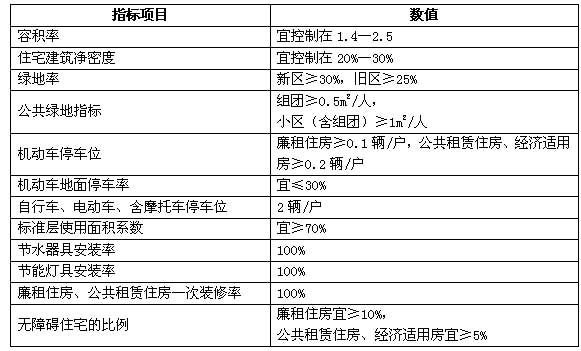 指标项目 数值
容积率 宜控制在 1.4—2.5
住宅建筑净密度 宜控制在 20%—30%
绿地率 新区≥30%，旧区≥25%
公共绿地指标 组团≥0.5m²/人，
小区（含组团）≥1m²/人
机动车停车位 廉租住房≥0.1 辆/户，公共租赁住房、经济适用
房≥0.2 辆/户
机动车地面停车率 宜≤30%
自行车、电动车、含摩托车停车位 2 辆/户
标准层使用面积系数 宜≥70%
节水器具安装率 100%
节能灯具安装率 100%
廉租住房、公共租赁住房一次装修率 100%
无障碍住宅的比例 廉租住房宜≥10%，
公共租赁住房、经济适用房宜≥5%